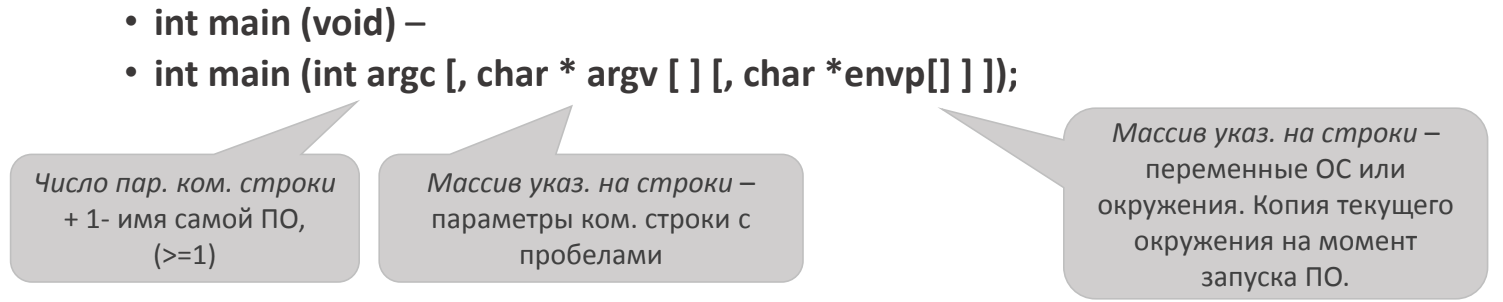 • int main (void) –
• int main (int argc [, char * argv [ ] [, char *envp[] ] ]);
Число пар. ком. строки
+ 1- имя самой ПО,
(>=1)
Массив указ. на строки –
параметры ком. строки с
пробелами
Массив указ. на строки –
переменные ОС или
окружения. Копия текущего
окружения на момент
запуска ПО.